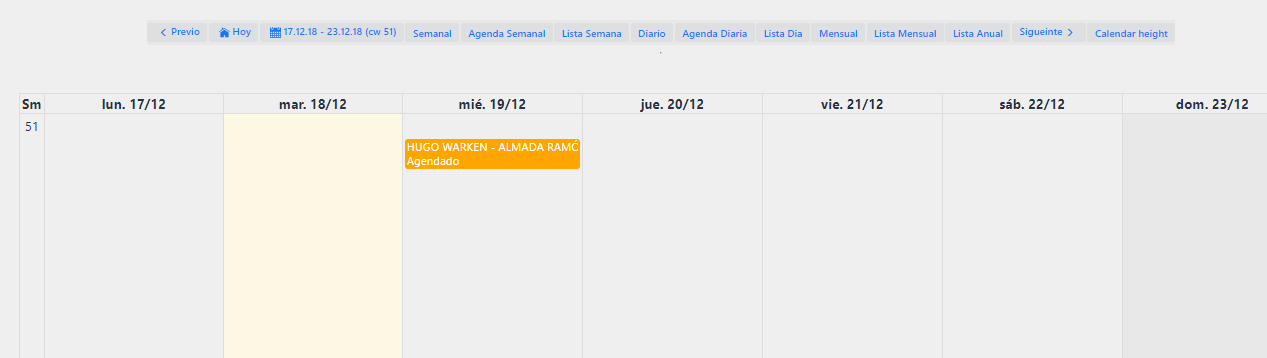 Previo Hoy 17.12.18 - 23.12.18 (cw 51) Semanal Agenda Semanal Lista Semana Diario Agenda Diaria Lista Dia Mensual Lista Mensual Lista Anual Sigueinte Calendar height
Sm lun. 17/12 mar. 18/12 mié. 19/12 jue. 20/12 vie. 21/12 sáb. 22/12 dom. 23/12
51
HUGO WARKEN - ALMADA RAMÓ
Agendado